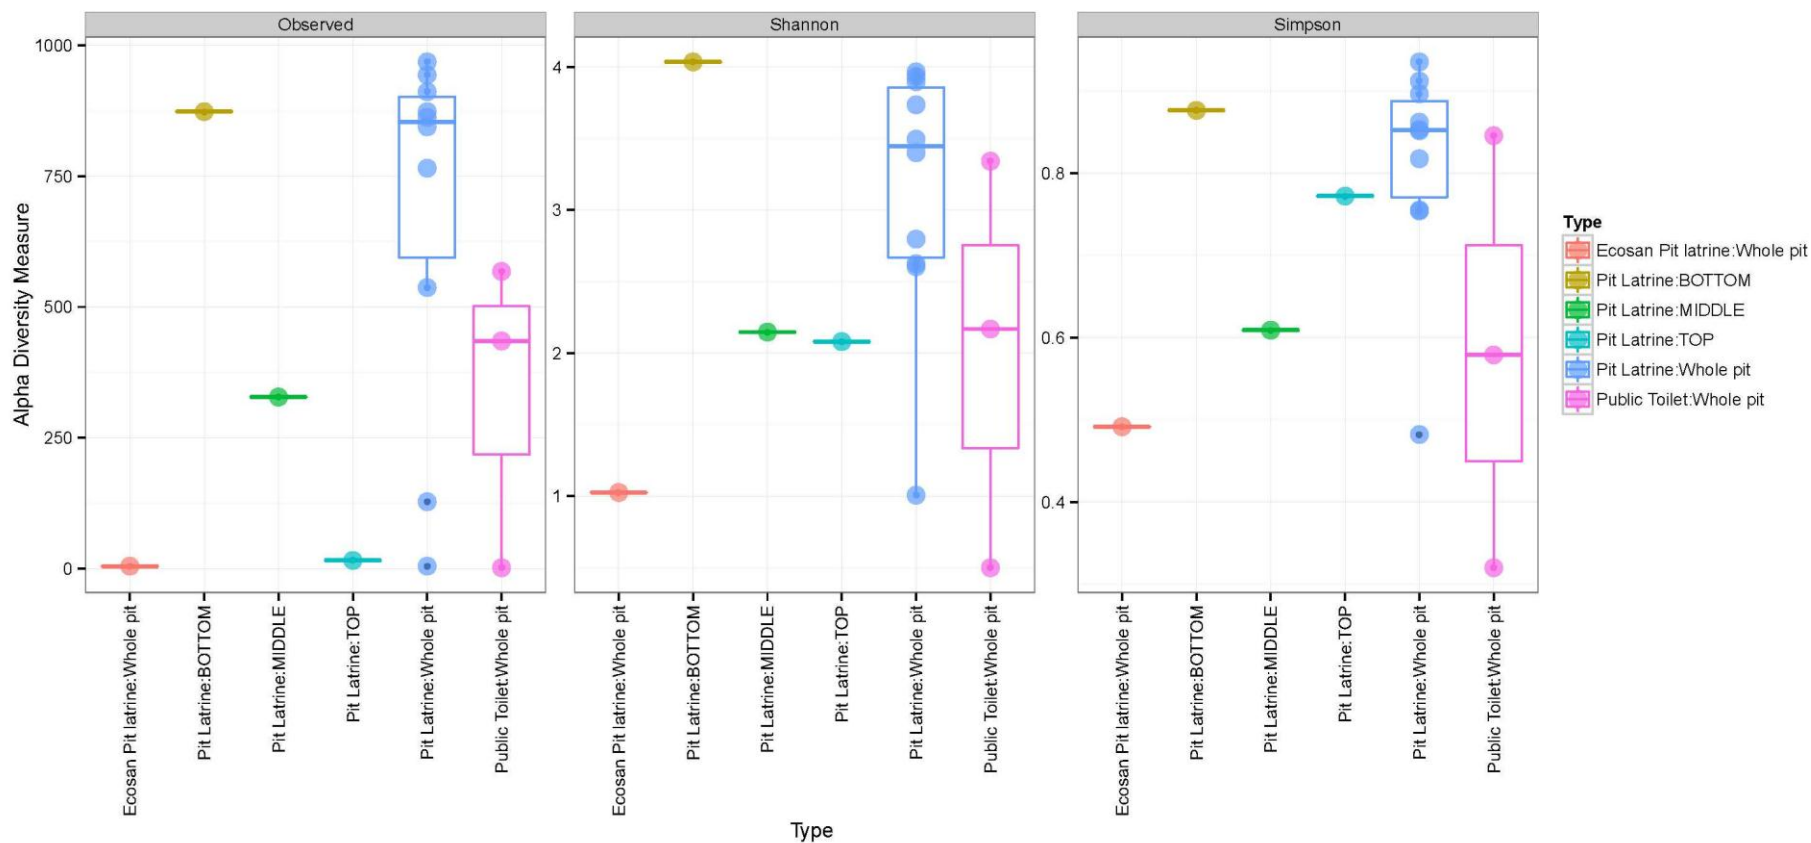 Observed
Shannon
Simpson
Alpha Diversity Measure
1000
750
500
250
0
4
3
2
1
0.8
0.6
0.4
Ecosan Pit latrine:Whole pit
Pit Latrine:BOTTOM
Pit Latrine:MIDDLE
Pit Latrine:TOP
Pit Latrine:Whole pit
Public Toilet:Whole pit
Ecosan Pit latrine:Whole pit
Pit Latrine:BOTTOM
Pit Latrine:MIDDLE
Pit Latrine:TOP
Pit Latrine:Whole pit
Public Toilet:Whole pit
Ecosan Pit latrine:Whole pit
Pit Latrine:BOTTOM
Pit Latrine:MIDDLE
Pit Latrine:TOP
Pit Latrine:Whole pit
Public Toilet:Whole pit
Type
Type
Ecosan Pit latrine:Whole pit
Pit Latrine:BOTTOM
Pit Latrine:MIDDLE
Pit Latrine:TOP
Pit Latrine:Whole pit
Public Toilet:Whole pit